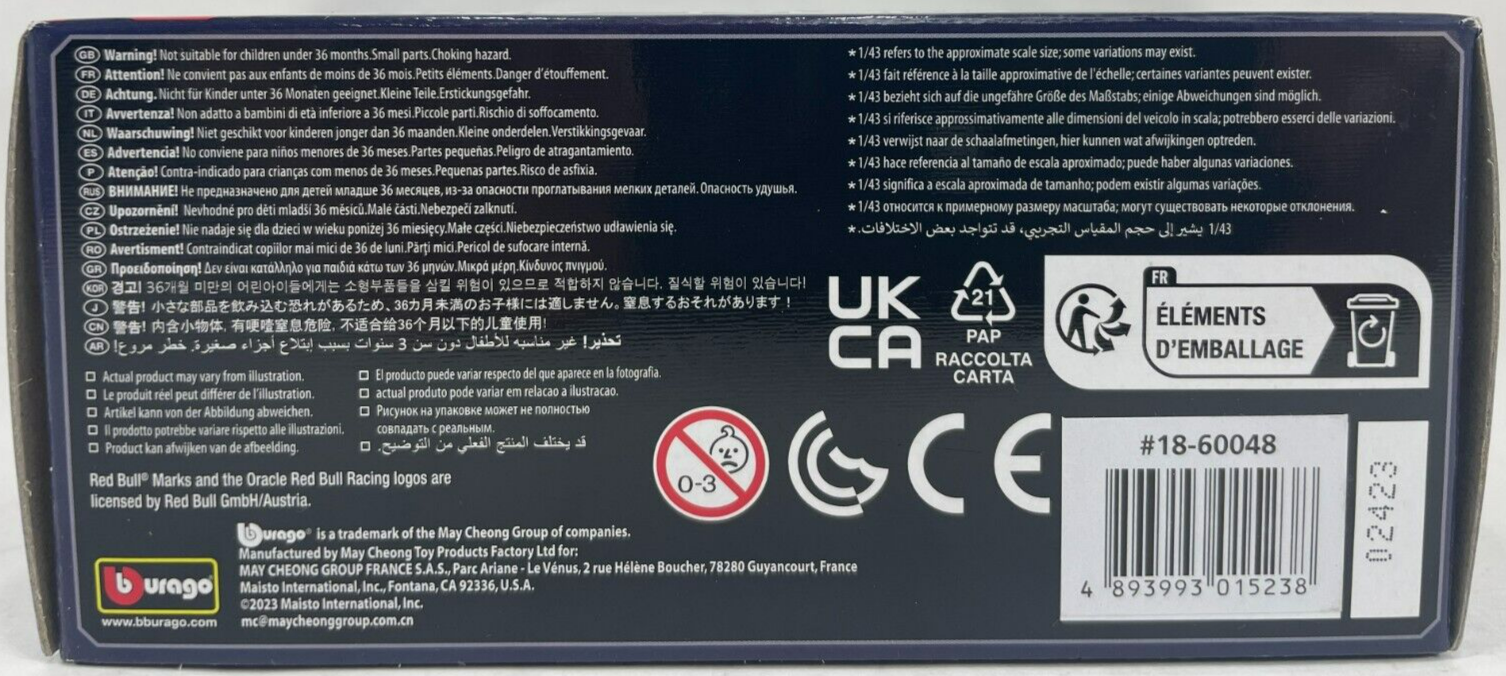 GB Warning! Not suitable for children under 36 months.Small parts.Choking hazard.
FR Attention! Ne convient pas aux enfants de moins de 36 mois.Petits éléments.Danger d'étouffement.
DE Achtung. Nicht für Kinder unter 36 Monaten geeignet.Kleine Teile.Erstickungsgefahr.
IT Avvertenza! Non adatto a bambini di età inferiore a 36 mesi.Piccole parti.Rischio di soffocamento.
NL Waarschuwing! Niet geschikt voor kinderen jonger dan 36 maanden.Kleine onderdelen.Verstikkingsgevaar.
ES Advertencia! No conviene para niños menores de 36 meses.Partes pequeñas.Peligro de atragantamiento.
P Atenção! Contra-indicado para crianças com menos de 36 meses.Pequenas partes.Risco de asfixia.
RUS ВНИМАНИЕ! Не предназначено для детей младше 36 месяцев, из-за опасности проглатывания мелких деталей. Опасность удушья.
CZ Upozornění! Nevhodné pro děti mladší 36 měsíců.Malé části.Nebezpečí zalknutí.
PL Ostrzeżenie! Nie nadaje się dla dzieci w wieku poniżej 36 miesięcy.Małe części.Niebezpieczeństwo udławienia się.
RO Avertisment! Contraindicat copiilor mai mici de 36 de luni.Părți mici.Pericol de sufocare internă.
GR Προειδοποίηση! Δεν είναι κατάλληλο για παιδιά κάτω των 36 μηνών.Μικρά μέρη.Κίνδυνος πνιγμού.
KOR 경고! 36개월 미만의 어린아이들에게는 소형부품들을 삼킬 위험이 있으므로 적합하지 않습니다. 질식할 위험이 있습니다!
J 警告! 小さな部品を飲み込む恐れがあるため、36カ月未満のお子様には適しません。窒息するおそれがあります!
CN 警告! 内含小物体, 有哽噎窒息危险, 不适合给36个月以下的儿童使用!
AR تحذير! غير مناسبه للأطفال دون سن 3 سنوات بسبب إبتلاع أجزاء صغيرة. خطر مروع!
* 1/43 refers to the approximate scale size; some variations may exist.
* 1/43 fait référence à la taille approximative de l'échelle; certaines variantes peuvent exister.
* 1/43 bezieht sich auf die ungefähre Größe des Maßstabs; einige Abweichungen sind möglich.
* 1/43 si riferisce approssimativamente alle dimensioni del veicolo in scala; potrebbero esserci delle variazioni.
* 1/43 verwijst naar de schaalafmetingen, hier kunnen wat afwijkingen optreden.
* 1/43 hace referencia al tamaño de escala aproximado; puede haber algunas variaciones.
* 1/43 significa a escala aproximada de tamanho; podem existir algumas variações.
* 1/43 относится к примерному размеру масштаба; могут существовать некоторые отклонения.
1/43 يشير إلى حجم المقياس التجريبي، قد تتواجد بعض الاختلافات.*
UK
CA
21
PAP
RACCOLTA
CARTA
FR
ÉLÉMENTS
D'EMBALLAGE
Actual product may vary from illustration.
Le produit réel peut différer de l'illustration.
Artikel kann von der Abbildung abweichen.
Il prodotto potrebbe variare rispetto alle illustrazioni.
Product kan afwijken van de afbeelding.
El producto puede variar respecto del que aparece en la fotografia.
actual produto pode variar em relacao a ilustracao.
Рисунок на упаковке может не полностью
совпадать с реальным.
قد يختلف المنتج الفعلي من التوضيح.
Red Bull® Marks and the Oracle Red Bull Racing logos are
licensed by Red Bull GmbH/Austria.
0-3
CE
#18-60048
4 893993 015238
02423
burago® is a trademark of the May Cheong Group of companies.
Manufactured by May Cheong Toy Products Factory Ltd for:
MAY CHEONG GROUP FRANCE S.A.S., Parc Ariane - Le Vénus, 2 rue Hélène Boucher, 78280 Guyancourt, France
Maisto International, Inc., Fontana, CA 92336, U.S.A.
©2023 Maisto International, Inc.
mc@maycheonggroup.com.cn
burago
www.bburago.com